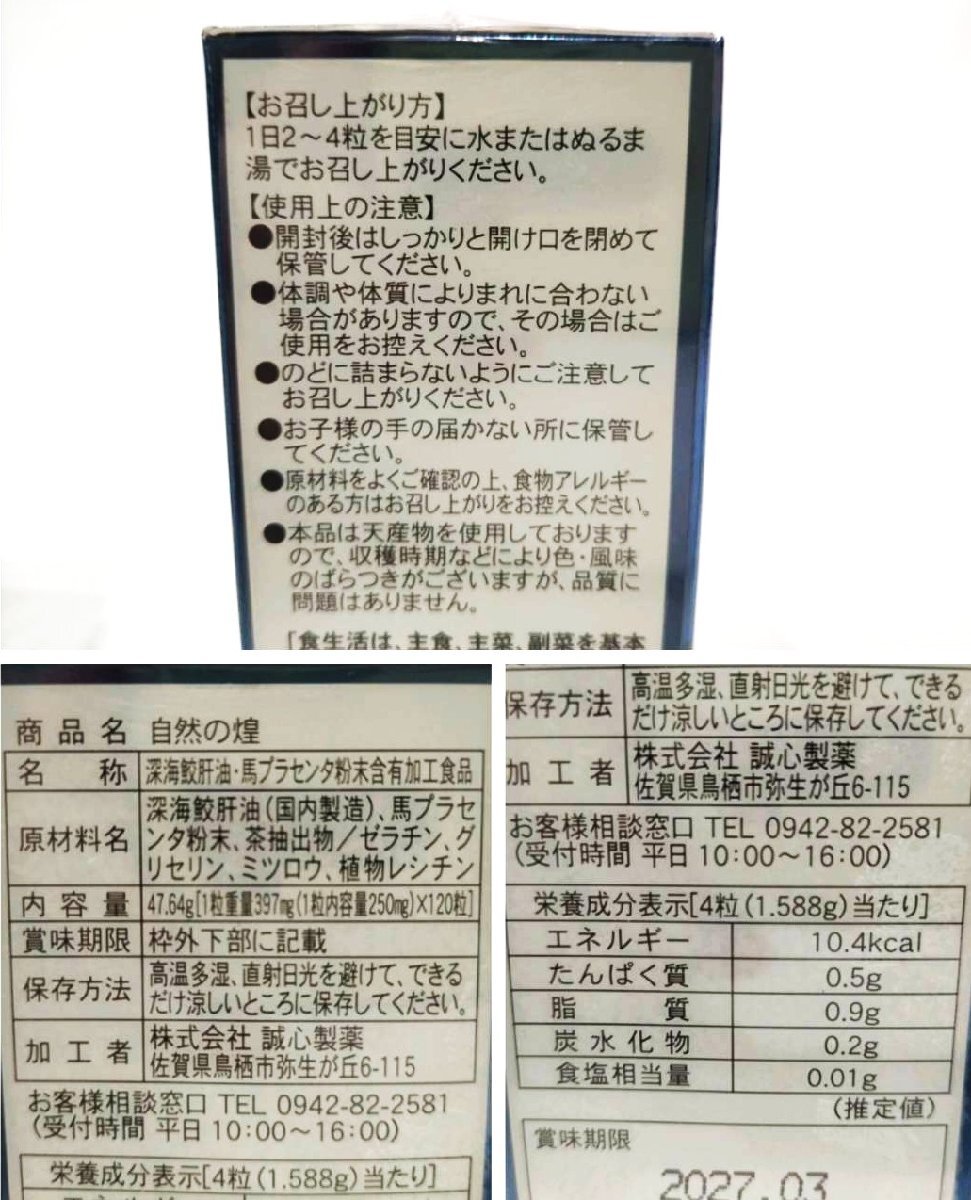 【お召し上がり方】
1日2～4粒を目安に水またはぬるま
湯でお召し上がりください。
【使用上の注意】
●開封後はしっかりと開け口を閉めて
保管してください。
●体調や体質によりまれに合わない
場合がありますので、その場合はご
使用をお控えください。
●のどに詰まらないようにご注意して
お召し上がりください。
●お子様の手の届かない所に保管し
てください。
●原材料をよくご確認の上、食物アレルギー
のある方はお召し上がりをお控えください。
●本品は天産物を使用しております
ので、収穫時期などにより色・風味
のばらつきがございますが、品質に
問題はありません。
「食生活は、主食、主菜、副菜を基本
商品名 自然の煌
名称 深海鮫肝油・馬プラセンタ粉末含有加工食品
原材料名 深海鮫肝油(国内製造)、馬プラセ
ンタ粉末、茶抽出物/ゼラチン、グ
リセリン、ミツロウ、植物レシチン
内容量 47.64g[1粒重量397mg(1粒内容量250mg)×120粒]
賞味期限 枠外下部に記載
保存方法 高温多湿、直射日光を避けて、できる
だけ涼しいところに保存してください。
加工者 株式会社 誠心製薬
佐賀県鳥栖市弥生が丘6-115
お客様相談窓口 TEL 0942-82-2581
(受付時間 平日10:00～16:00)
栄養成分表示[4粒(1.588g)当たり]
保存方法 高温多湿、直射日光を避けて、できる
だけ涼しいところに保存してください。
加工者 株式会社 誠心製薬
佐賀県鳥栖市弥生が丘6-115
お客様相談窓口 TEL 0942-82-2581
(受付時間 平日10:00～16:00)
栄養成分表示[4粒(1.588g)当たり]
エネルギー 10.4kcal
たんぱく質 0.5g
脂質 0.9g
炭水化物 0.2g
食塩相当量 0.01g
(推定値)
賞味期限
2027.03